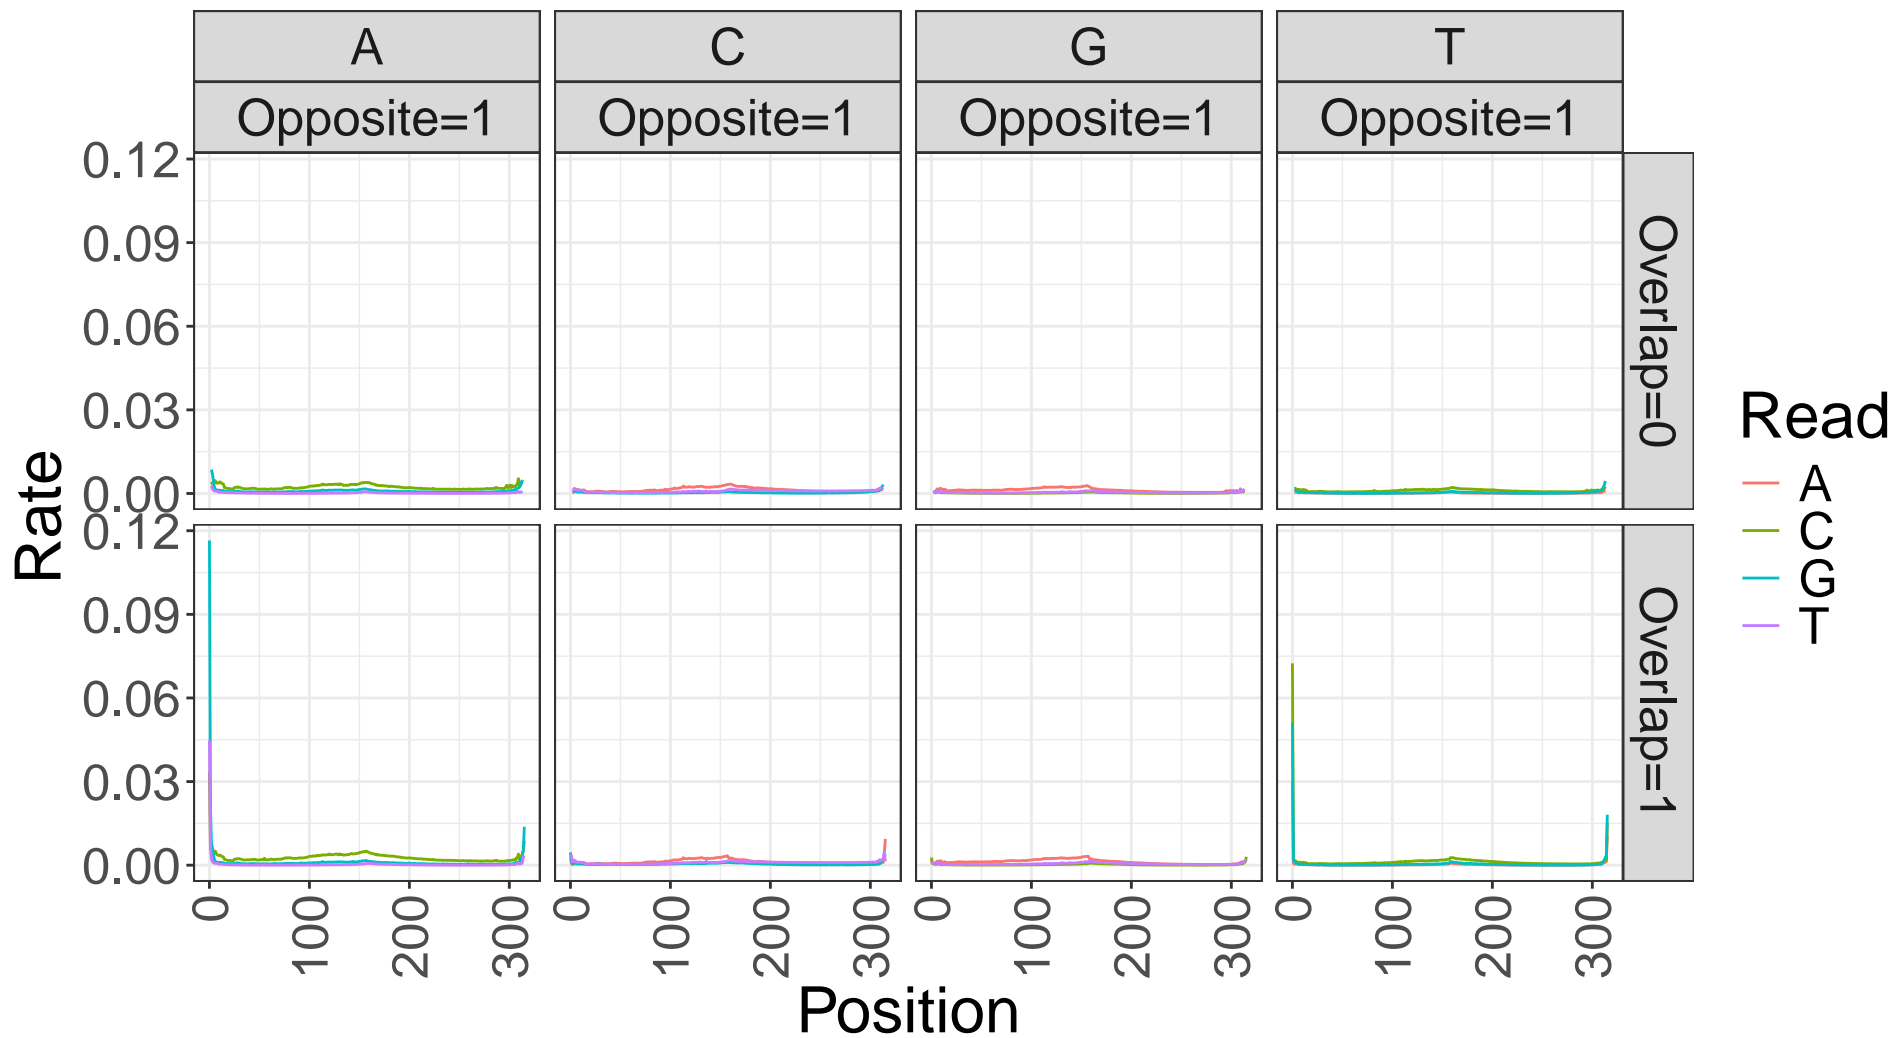 A C G T
Opposite=1 Opposite=1 Opposite=1 Opposite=1
0.12
0.09
0.06
0.03
0.00
Overlap=0
0.12
0.09
0.06
0.03
0.00
Overlap=1
Rate
0 100 200 300 0 100 200 300 0 100 200 300 0 100 200 300
Position
Read
A
C
G
T